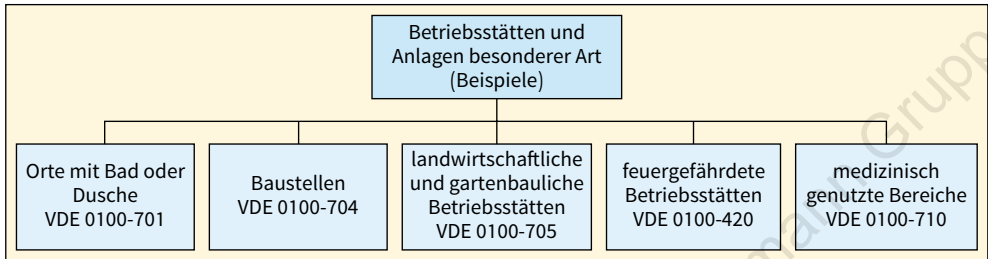 Betriebsstätten und
Anlagen besonderer Art
(Beispiele)
Orte mit Bad oder
Dusche
VDE 0100-701
Baustellen
VDE 0100-704
landwirtschaftliche
und gartenbauliche
Betriebsstätten
VDE 0100-705
feuergefährdete
Betriebsstätten
VDE 0100-420
medizinisch
genutzte Bereiche
VDE 0100-710